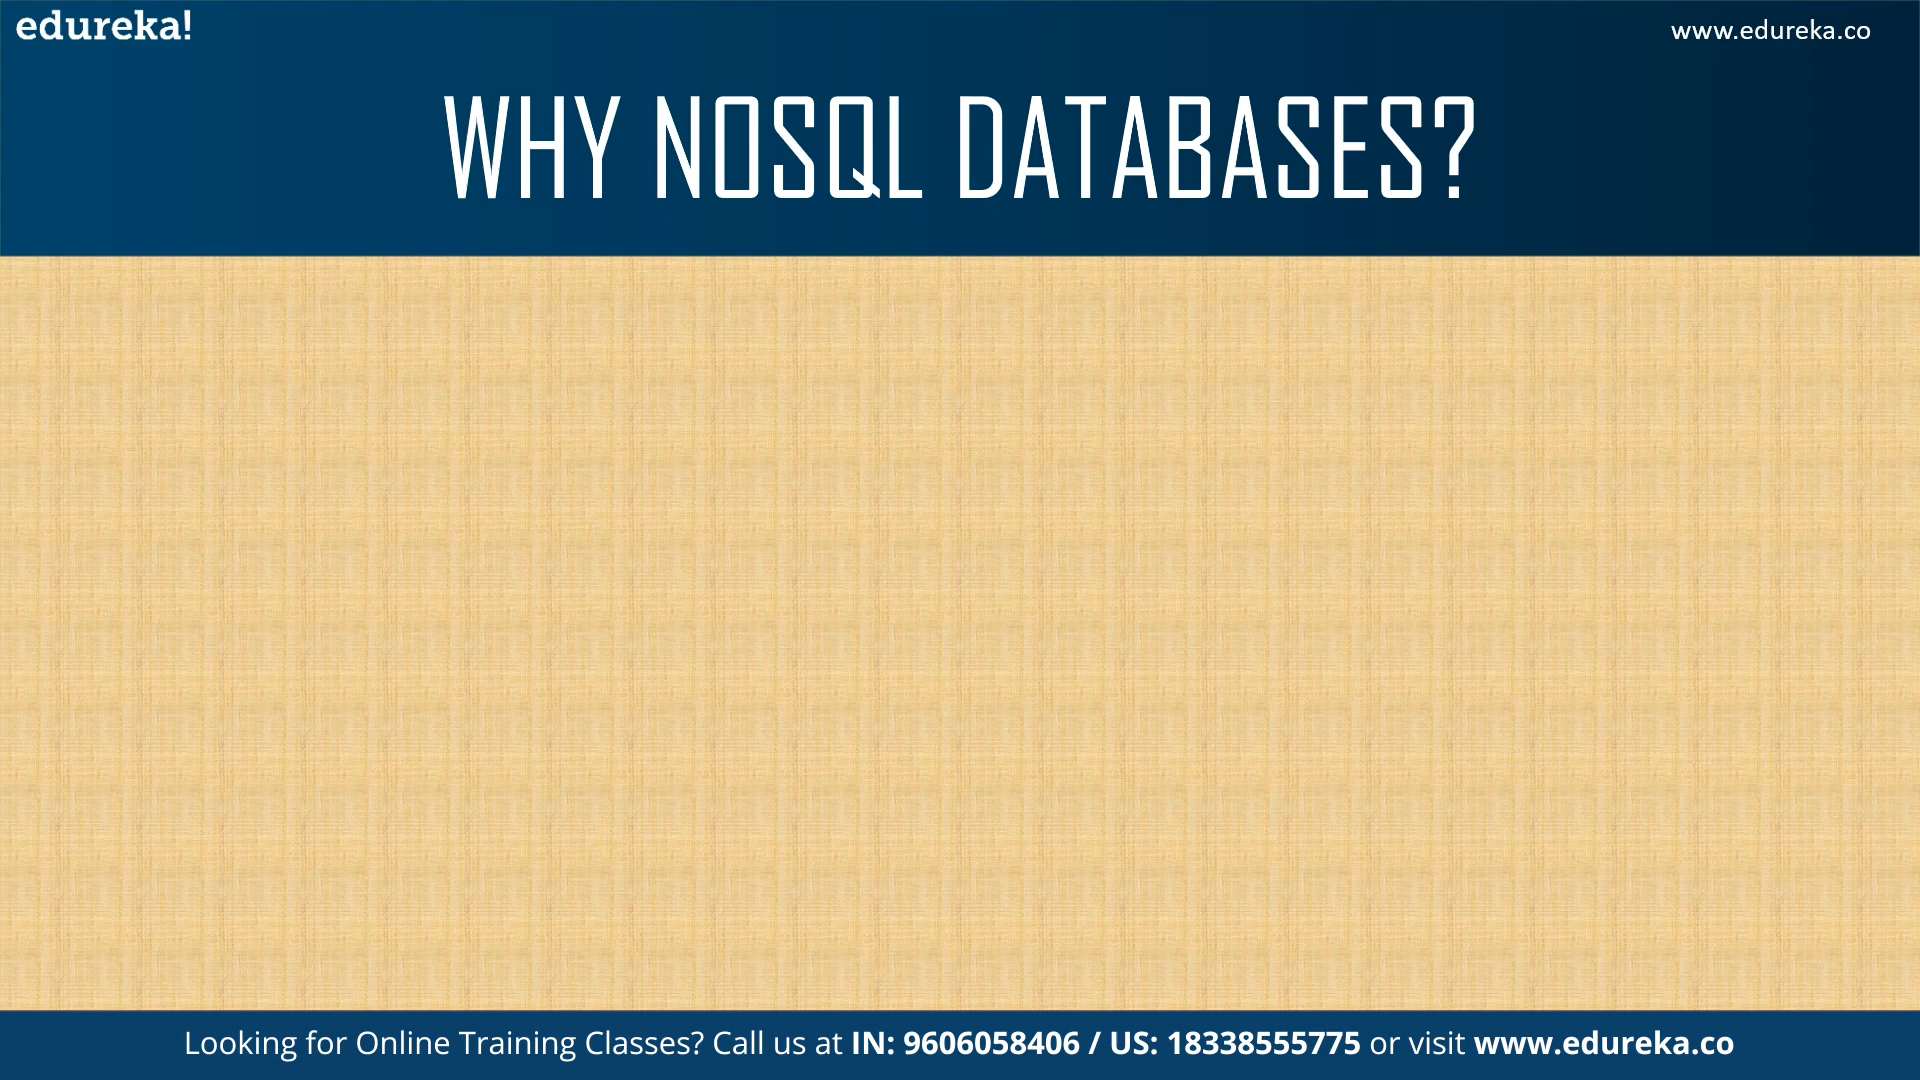 edureka!
www.edureka.co
WHY NOSQL DATABASES?
Looking for Online Training Classes? Call us at IN: 9606058406 / US: 18338555775 or visit www.edureka.co